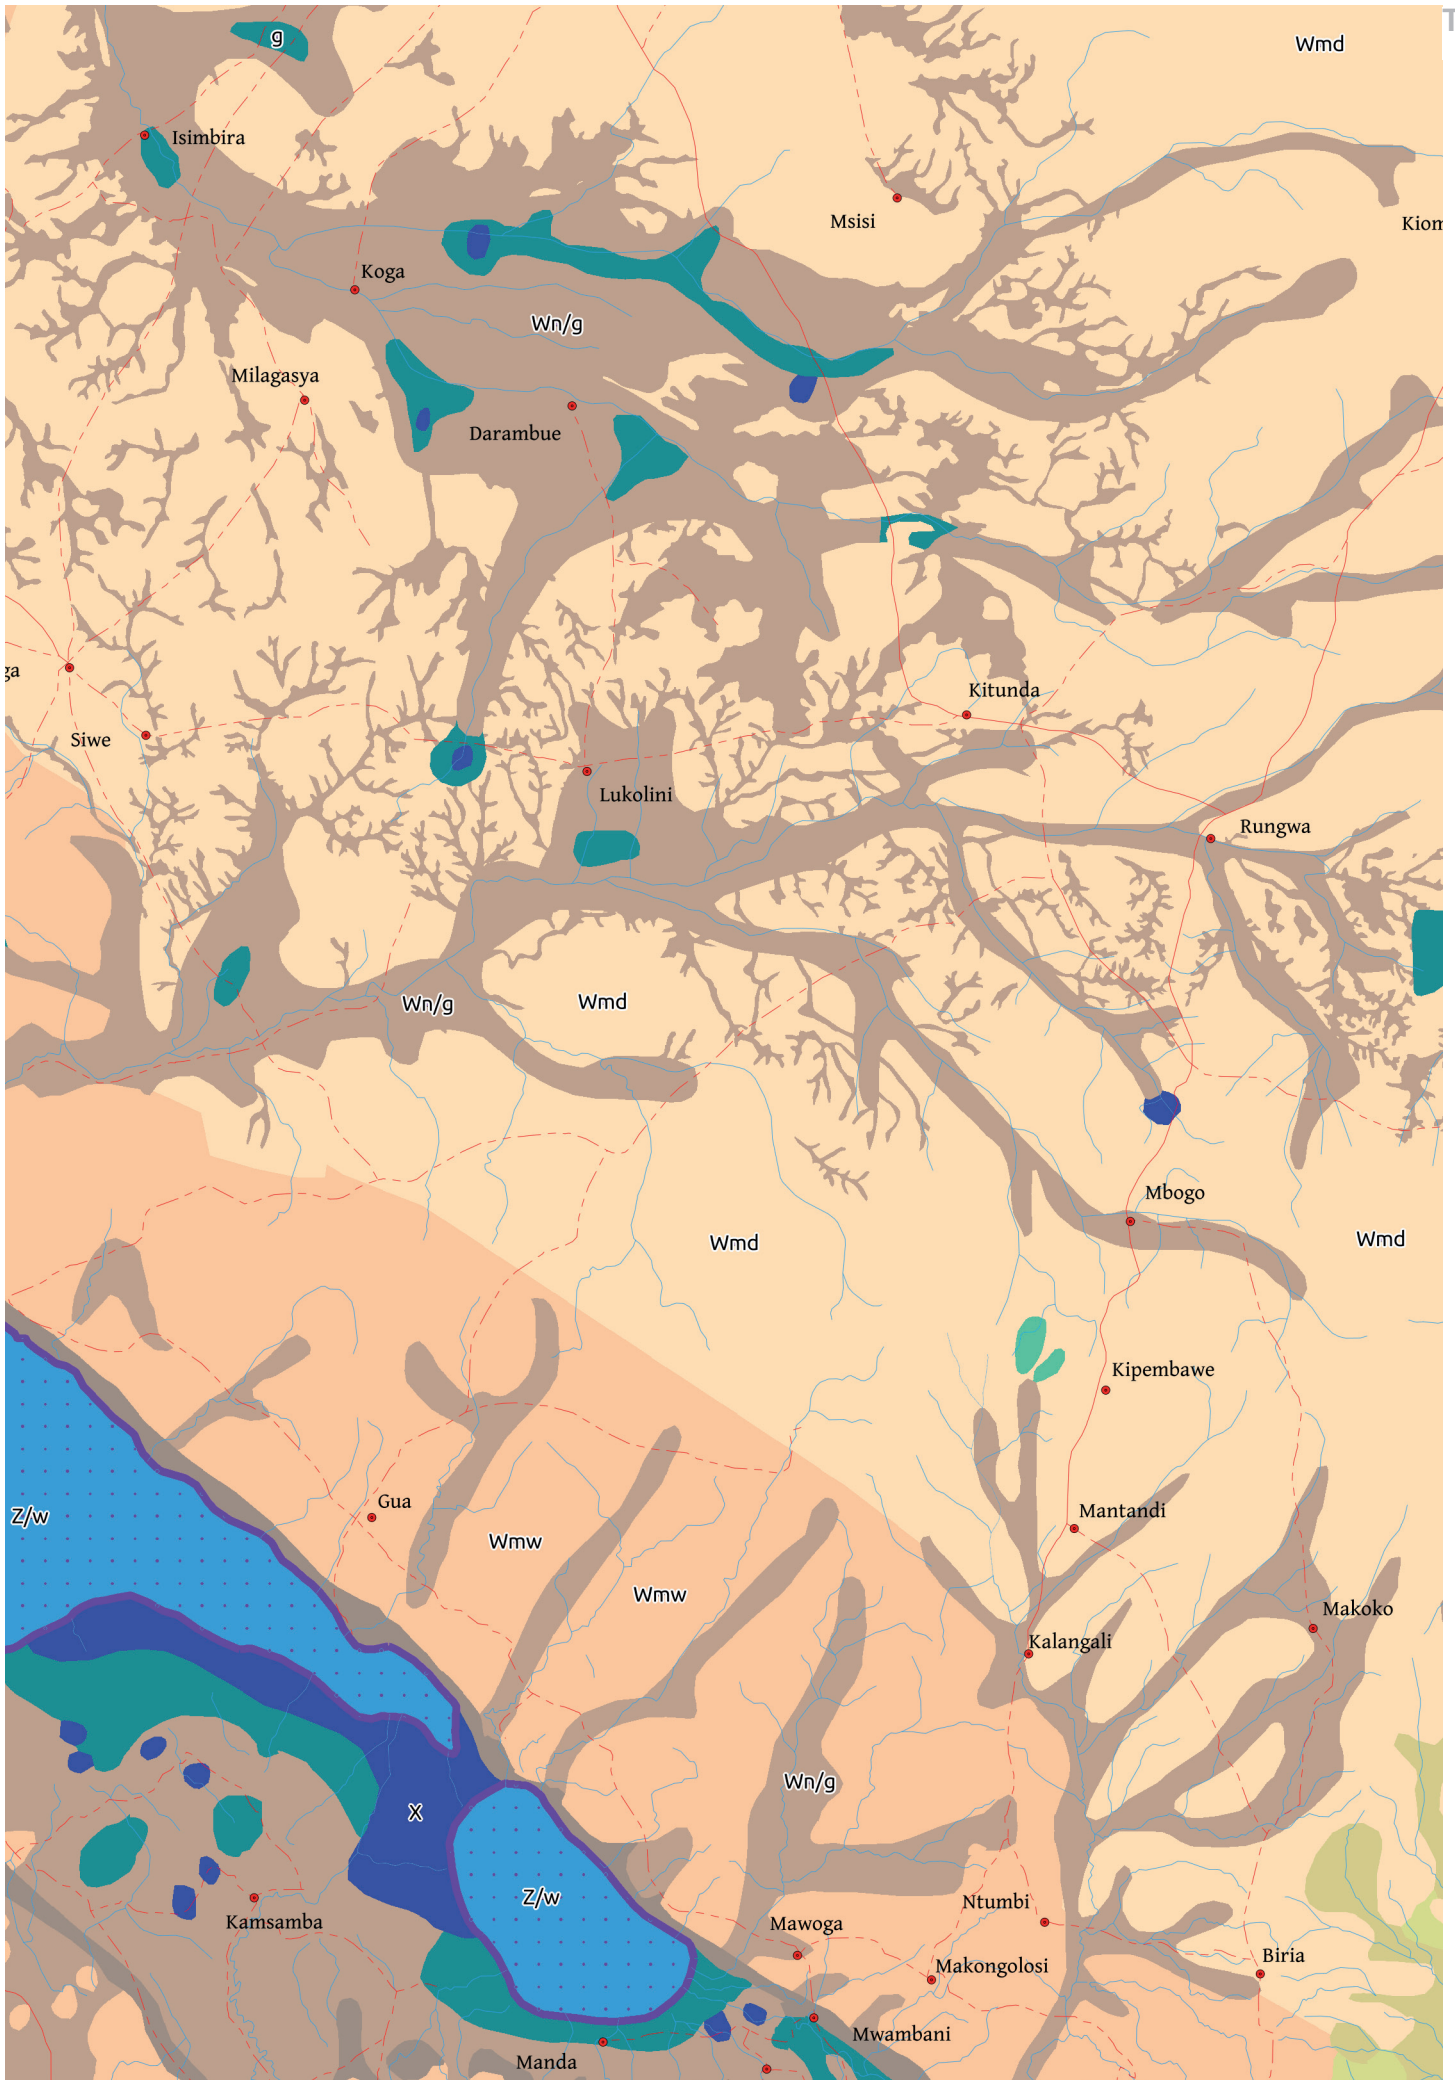 T
g
Wmd
Isimbira
Msisi
Kiom
Koga
Wn/g
Milagasya
Darambue
ga
Kitunda
Siwe
Lukolini
Rungwa
Wn/g
Wmd
Mbogo
Wmd
Wmd
Kipembawe
Gua
Mantandi
Z/w
Wmw
Wmw
Makoko
Kalangali
Wn/g
X
Z/w
Ntumbi
Kamsamba
Mawoga
Biria
Makongolosi
Mwambani
Manda